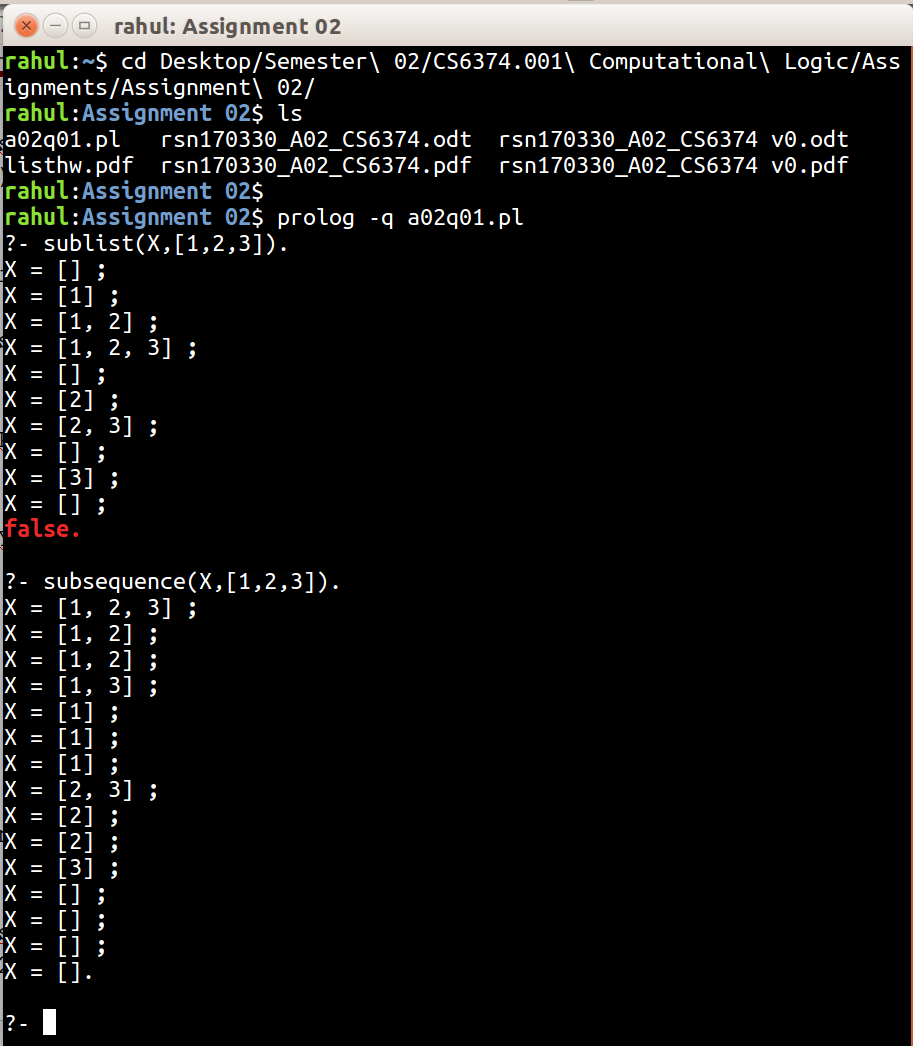 rahul: Assignment 02
rahul:~$ cd Desktop/Semester\ 02/CS6374.001\ Computational\ Logic/Ass
ignments/Assignment\ 02/
rahul:Assignment 02$ ls
a02q01.pl   rsn170330_A02_CS6374.odt  rsn170330_A02_CS6374 v0.odt
listhw.pdf  rsn170330_A02_CS6374.pdf  rsn170330_A02_CS6374 v0.pdf
rahul:Assignment 02$
rahul:Assignment 02$ prolog -q a02q01.pl
?- sublist(X,[1,2,3]).
X = [] ;
X = [1] ;
X = [1, 2] ;
X = [1, 2, 3] ;
X = [] ;
X = [2] ;
X = [2, 3] ;
X = [] ;
X = [3] ;
X = [] ;
false.

?- subsequence(X,[1,2,3]).
X = [1, 2, 3] ;
X = [1, 2] ;
X = [1, 2] ;
X = [1, 3] ;
X = [1] ;
X = [1] ;
X = [1] ;
X = [2, 3] ;
X = [2] ;
X = [2] ;
X = [3] ;
X = [] ;
X = [] ;
X = [] ;
X = [].

?-